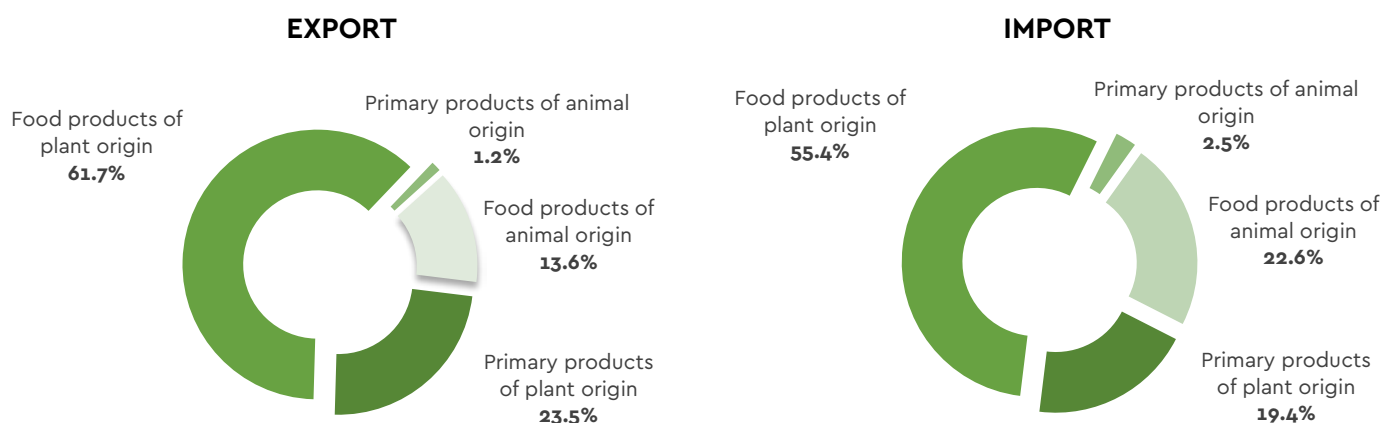 EXPORT
Food products of
plant origin
61.7%
Primary products of animal
origin
1.2%
Food products of
animal origin
13.6%
Primary products
of plant origin
23.5%
IMPORT
Food products of
plant origin
55.4%
Primary products of animal
origin
2.5%
Food products of
animal origin
22.6%
Primary products
of plant origin
19.4%